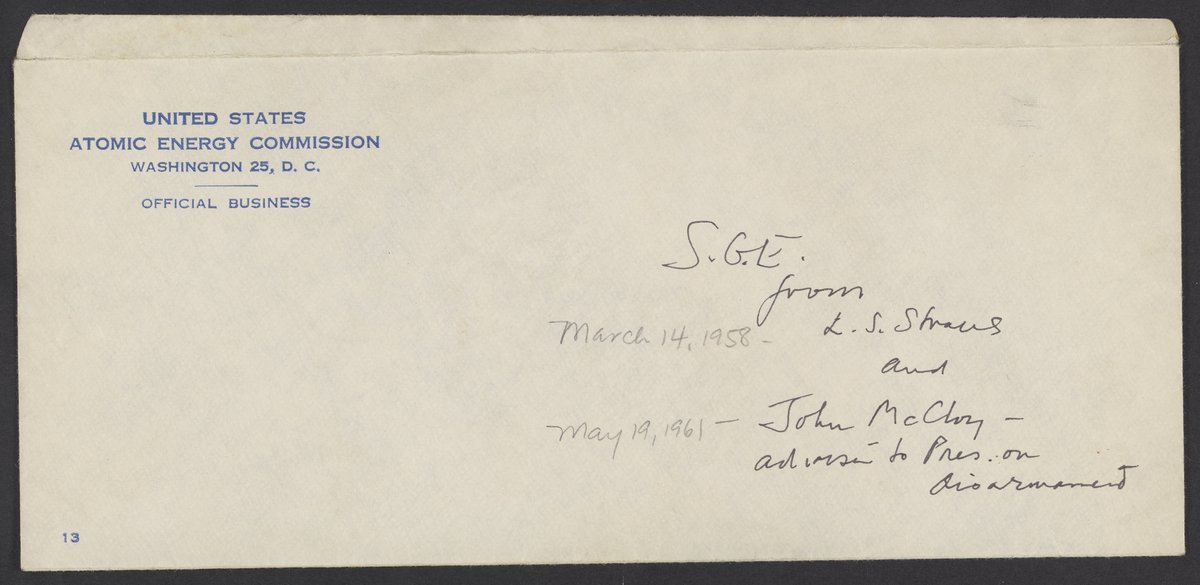 UNITED STATES
ATOMIC ENERGY COMMISSION
WASHINGTON 25, D. C.
OFFICIAL BUSINESS
S.G.E.
from
L. S. Strauss
March 14, 1958 –
and
May 19, 1961 – John McCloy –
adviser to Pres. on
disarmament
13